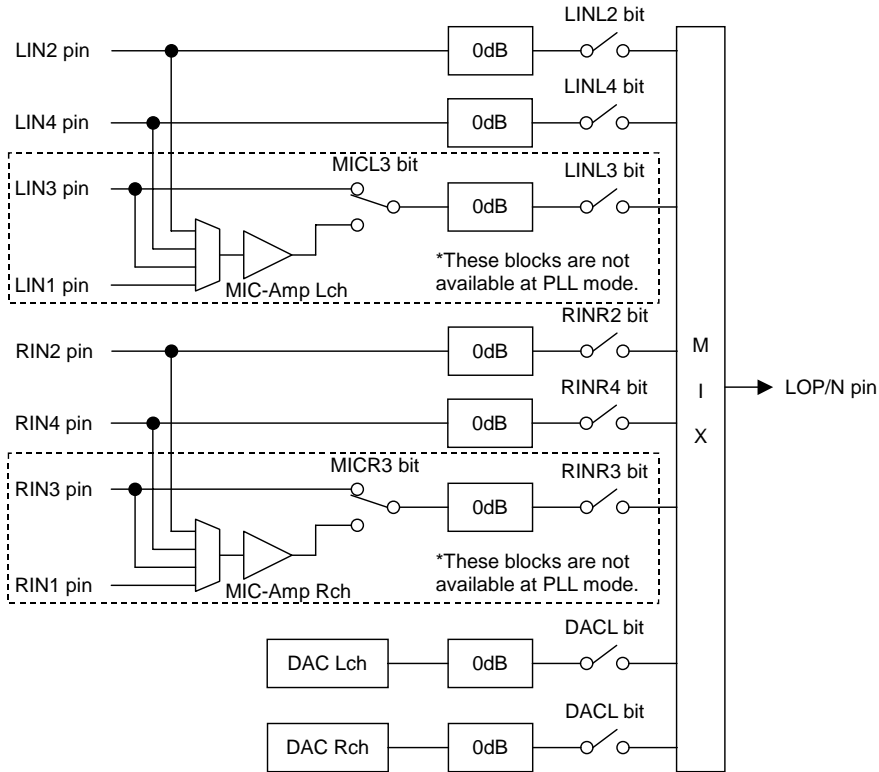 LINL2 bit
LIN2 pin
0dB
LINL4 bit
LIN4 pin
0dB
MICL3 bit
LINL3 bit
LIN3 pin
0dB
*These blocks are not
available at PLL mode.
LIN1 pin
MIC-Amp Lch
RINR2 bit
RIN2 pin
0dB
M
I
X
LOP/N pin
RINR4 bit
RIN4 pin
0dB
MICR3 bit
RINR3 bit
RIN3 pin
0dB
*These blocks are not
available at PLL mode.
RIN1 pin
MIC-Amp Rch
DACL bit
DAC Lch
0dB
DACL bit
DAC Rch
0dB